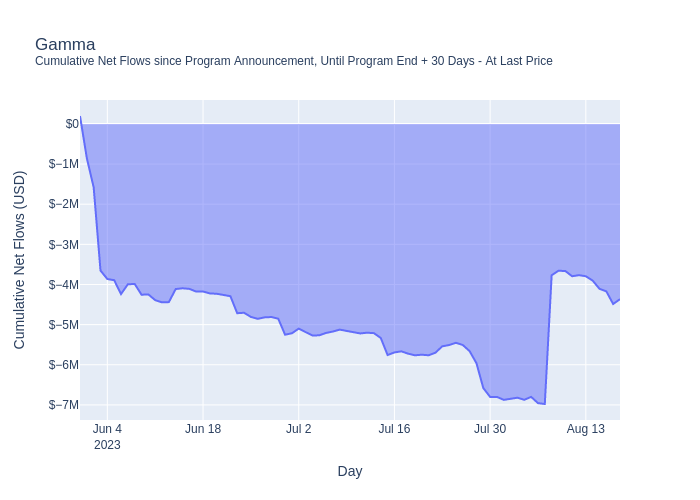 Gamma
Cumulative Net Flows since Program Announcement, Until Program End + 30 Days - At Last Price
$0
$−1M
$−2M
$−3M
$−4M
$−5M
$−6M
$−7M
Cumulative Net Flows (USD)
Jun 4
2023
Jun 18
Jul 2
Jul 16
Jul 30
Aug 13
Day